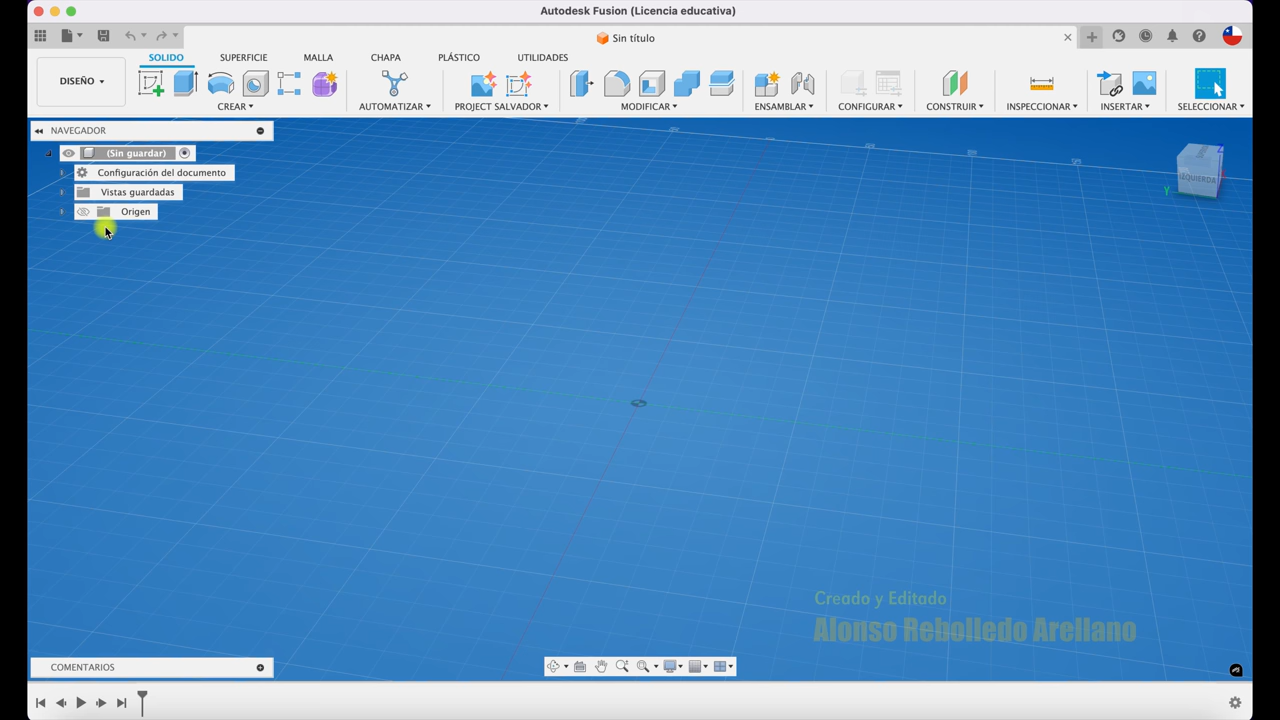 Autodesk Fusion (Licencia educativa)
Sin título
DISEÑO
SOLIDO
SUPERFICIE
MALLA
CHAPA
PLÁSTICO
UTILIDADES
CREAR
AUTOMATIZAR
PROJECT SALVADOR
MODIFICAR
ENSAMBLAR
CONFIGURAR
CONSTRUIR
INSPECCIONAR
INSERTAR
SELECCIONAR
NAVEGADOR
(Sin guardar)
Configuración del documento
Vistas guardadas
Origen
IZQUIERDA
Y
Z
Creado y Editado
Alonso Rebolledo Arellano
COMENTARIOS